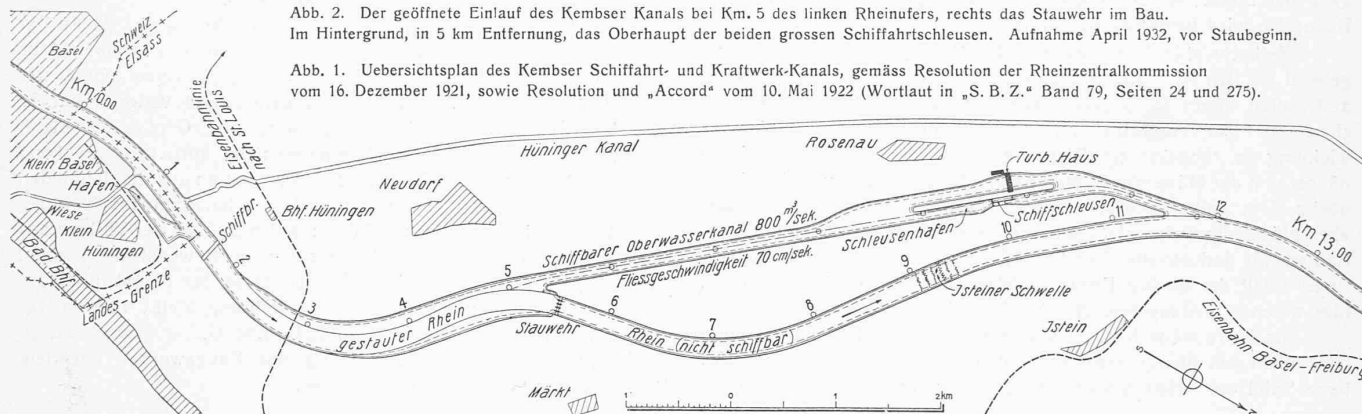 Abb. 2. Der geöffnete Einlauf des Kembser Kanals bei Km. 5 des linken Rheinufers, rechts das Stauwehr im Bau.
Im Hintergrund, in 5 km Entfernung, das Oberhaupt der beiden grossen Schiffahrtschleusen. Aufnahme April 1932, vor Staubeginn.
Abb. 1. Uebersichtsplan des Kembser Schiffahrt- und Kraftwerk-Kanals, gemäss Resolution der Rheinzentralkommission
vom 16. Dezember 1921, sowie Resolution und „Accord“ vom 10. Mai 1922 (Wortlaut in „S. B. Z.“ Band 79, Seiten 24 und 275).
Basel
Schweiz
Elsass
Km 0.00
1
Klein Basel
Hafen
Wiese
Klein
Hüningen
Bad. Bhf.
Landes-Grenze
Schiffbr.
2
Eisenbahnlinie
nach St. Louis
Bhf. Hüningen
Neudorf
Hüninger Kanal
Rosenau
Turb. Haus
Schiffschleusen
Schleusenhafen
Schiffbarer Oberwasserkanal 800 m³/sek.
Fliessgeschwindigkeit 70 cm/sek.
3
4
5
gestauter Rhein
Stauwehr
6
7
8
Rhein (nicht schiffbar)
9
10
11
12
Km 13.00
Jsteiner Schwelle
Jstein
Eisenbahn Basel-Freiburg
Märkt
1 0 2km
S
N